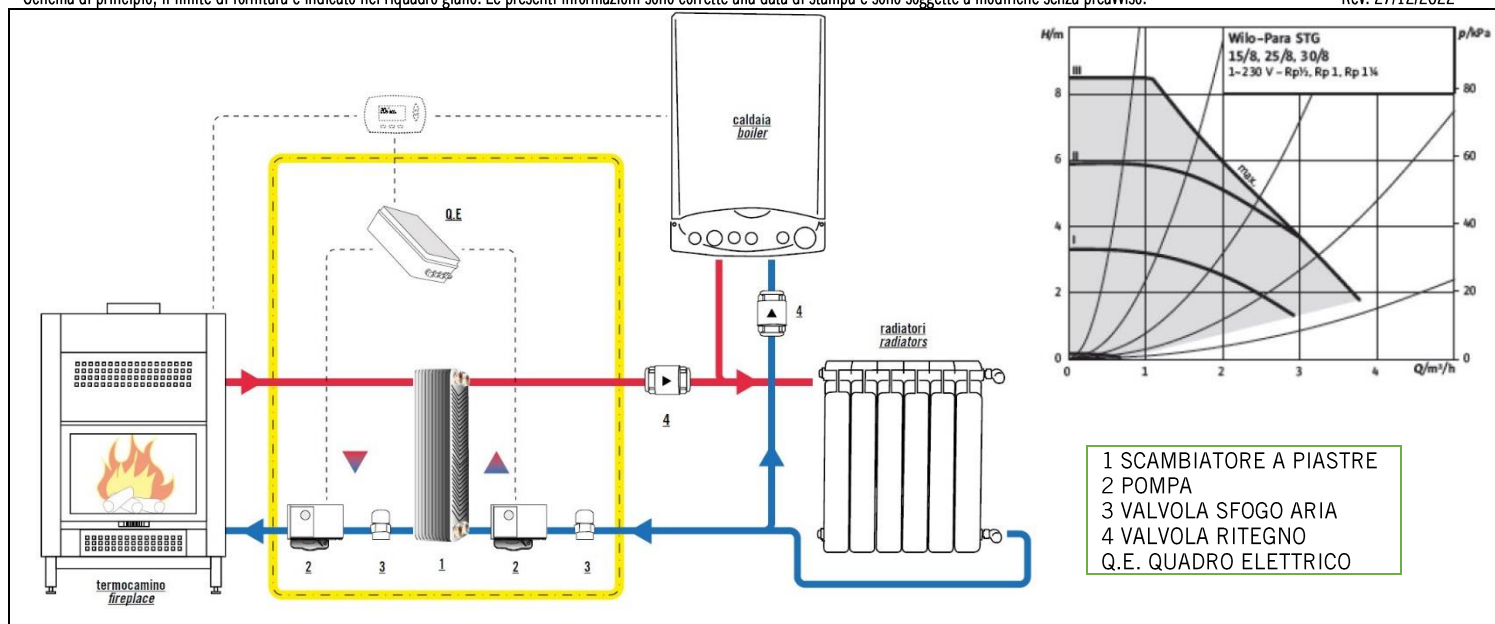 Schema di principio, il limite di fornitura è indicato nel riquadro giallo. Le presenti informazioni sono corrette alla data di stampa e sono soggette a modifiche senza preavviso.
Rev. 27/12/2022
caldaia
boiler
Q.E
4
radiatori
radiators
4
2
3
1
2
3
termocamino
fireplace
H/m
p/kPa
Wilo-Para STG
15/8, 25/8, 30/8
1~230 V - Rp½, Rp 1, Rp 1¼
III
8
80
II
6
60
max.
4
40
I
2
20
0
0
0
1
2
3
4
Q/m³/h
1 SCAMBIATORE A PIASTRE
2 POMPA
3 VALVOLA SFOGO ARIA
4 VALVOLA RITEGNO
Q.E. QUADRO ELETTRICO